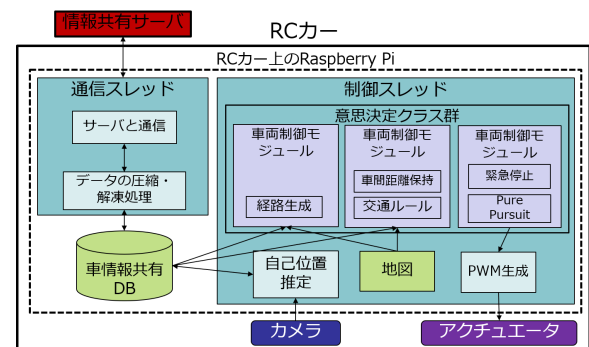 情報共有サーバ
RCカー
RCカー上のRaspberry Pi
通信スレッド
サーバと通信
データの圧縮・
解凍処理
車情報共有
DB
制御スレッド
意思決定クラス群
車両制御モ
ジュール
経路生成
車両制御モ
ジュール
車間距離保持
交通ルール
車両制御モ
ジュール
緊急停止
Pure
Pursuit
自己位置
推定
地図
PWM生成
カメラ
アクチュエータ